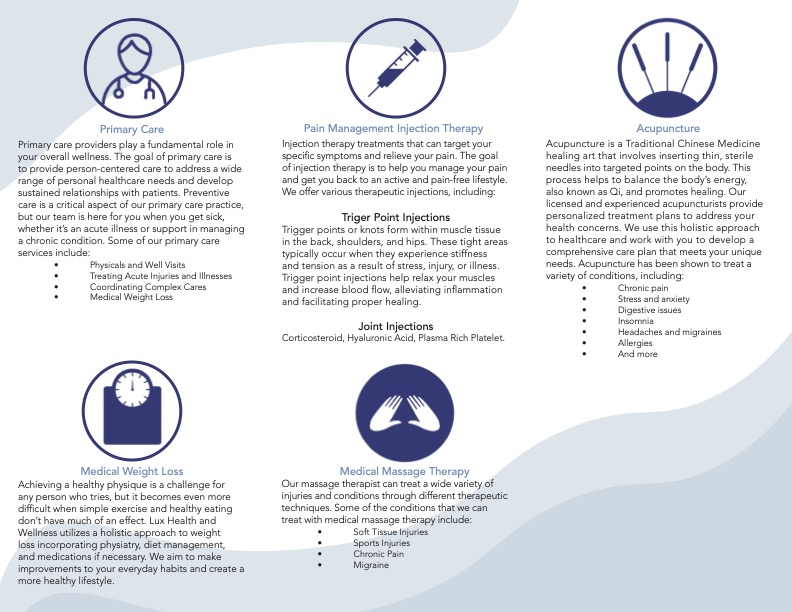 Primary Care
Primary care providers play a fundamental role in
your overall wellness. The goal of primary care is
to provide person-centered care to address a wide
range of personal healthcare needs and develop
sustained relationships with patients. Preventive
care is a critical aspect of our primary care practice,
but our team is here for you when you get sick,
whether it's an acute illness or support in managing
a chronic condition. Some of our primary care
services include:
• Physicals and Well Visits
• Treating Acute Injuries and Illnesses
• Coordinating Complex Cares
• Medical Weight Loss
Pain Management Injection Therapy
Injection therapy treatments that can target your
specific symptoms and relieve your pain. The goal
of injection therapy is to help you manage your pain
and get you back to an active and pain-free lifestyle.
We offer various therapeutic injections, including:
Triger Point Injections
Trigger points or knots form within muscle tissue
in the back, shoulders, and hips. These tight areas
typically occur when they experience stiffness
and tension as a result of stress, injury, or illness.
Trigger point injections help relax your muscles
and increase blood flow, alleviating inflammation
and facilitating proper healing.
Joint Injections
Corticosteroid, Hyaluronic Acid, Plasma Rich Platelet.
Acupuncture
Acupuncture is a Traditional Chinese Medicine
healing art that involves inserting thin, sterile
needles into targeted points on the body. This
process helps to balance the body's energy,
also known as Qi, and promotes healing. Our
licensed and experienced acupuncturists provide
personalized treatment plans to address your
health concerns. We use this holistic approach
to healthcare and work with you to develop a
comprehensive care plan that meets your unique
needs. Acupuncture has been shown to treat a
variety of conditions, including:
• Chronic pain
• Stress and anxiety
• Digestive issues
• Insomnia
• Headaches and migraines
• Allergies
• And more
Medical Weight Loss
Achieving a healthy physique is a challenge for
any person who tries, but it becomes even more
difficult when simple exercise and healthy eating
don't have much of an effect. Lux Health and
Wellness utilizes a holistic approach to weight
loss incorporating physiatry, diet management,
and medications if necessary. We aim to make
improvements to your everyday habits and create a
more healthy lifestyle.
Medical Massage Therapy
Our massage therapist can treat a wide variety of
injuries and conditions through different therapeutic
techniques. Some of the conditions that we can
treat with medical massage therapy include:
• Soft Tissue Injuries
• Sports Injuries
• Chronic Pain
• Migraine